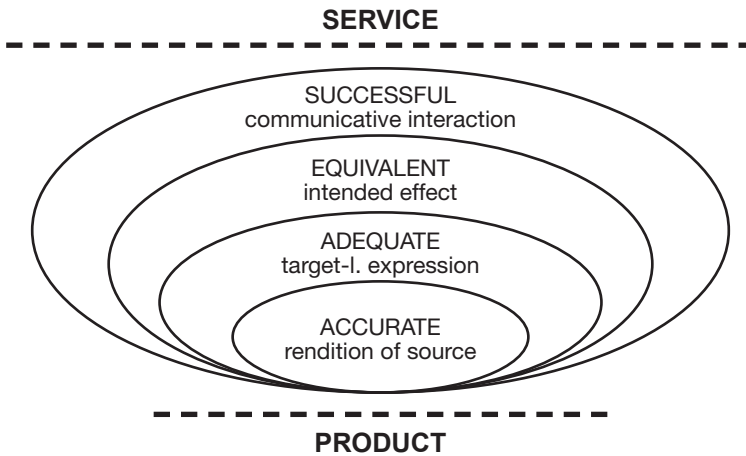 SERVICE
SUCCESSFUL
communicative interaction
EQUIVALENT
intended effect
ADEQUATE
target-l. expression
ACCURATE
rendition of source
PRODUCT